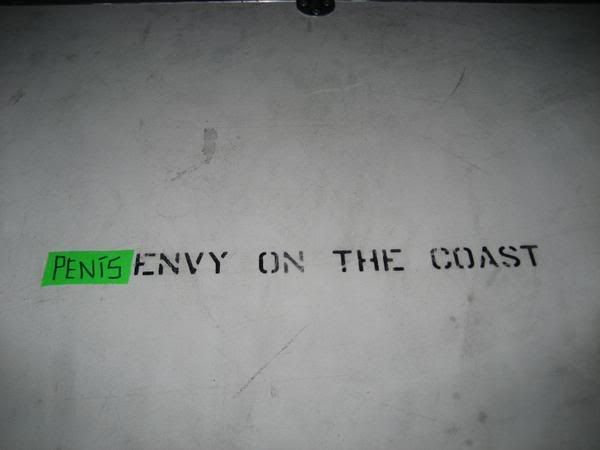 PENIS ENVY ON THE COAST